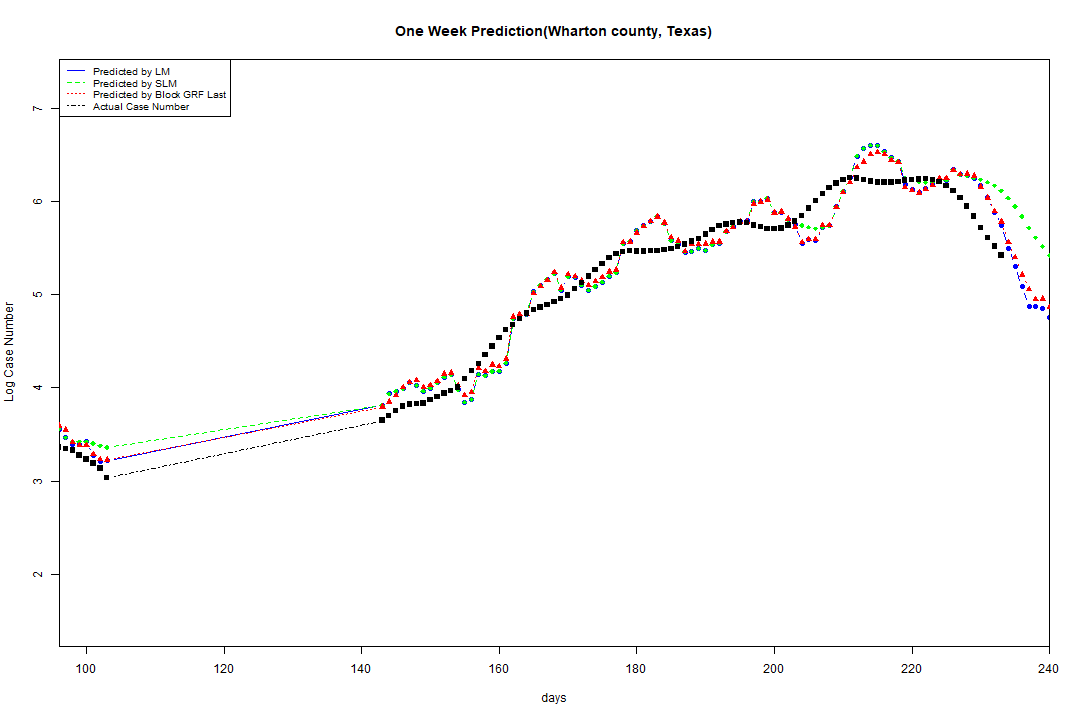 One Week Prediction(Wharton county, Texas)
Predicted by LM
Predicted by SLM
Predicted by Block GRF Last
Actual Case Number
7
6
5
4
3
2
Log Case Number
100 120 140 160 180 200 220 240
days